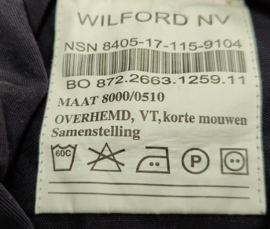 WILFORD NV
NSN 8405-17-115-9104
BO 872.2663.1259.11
MAAT 8000/0510
OVERHEMD, VT, korte mouwen
Samenstelling
60C
P